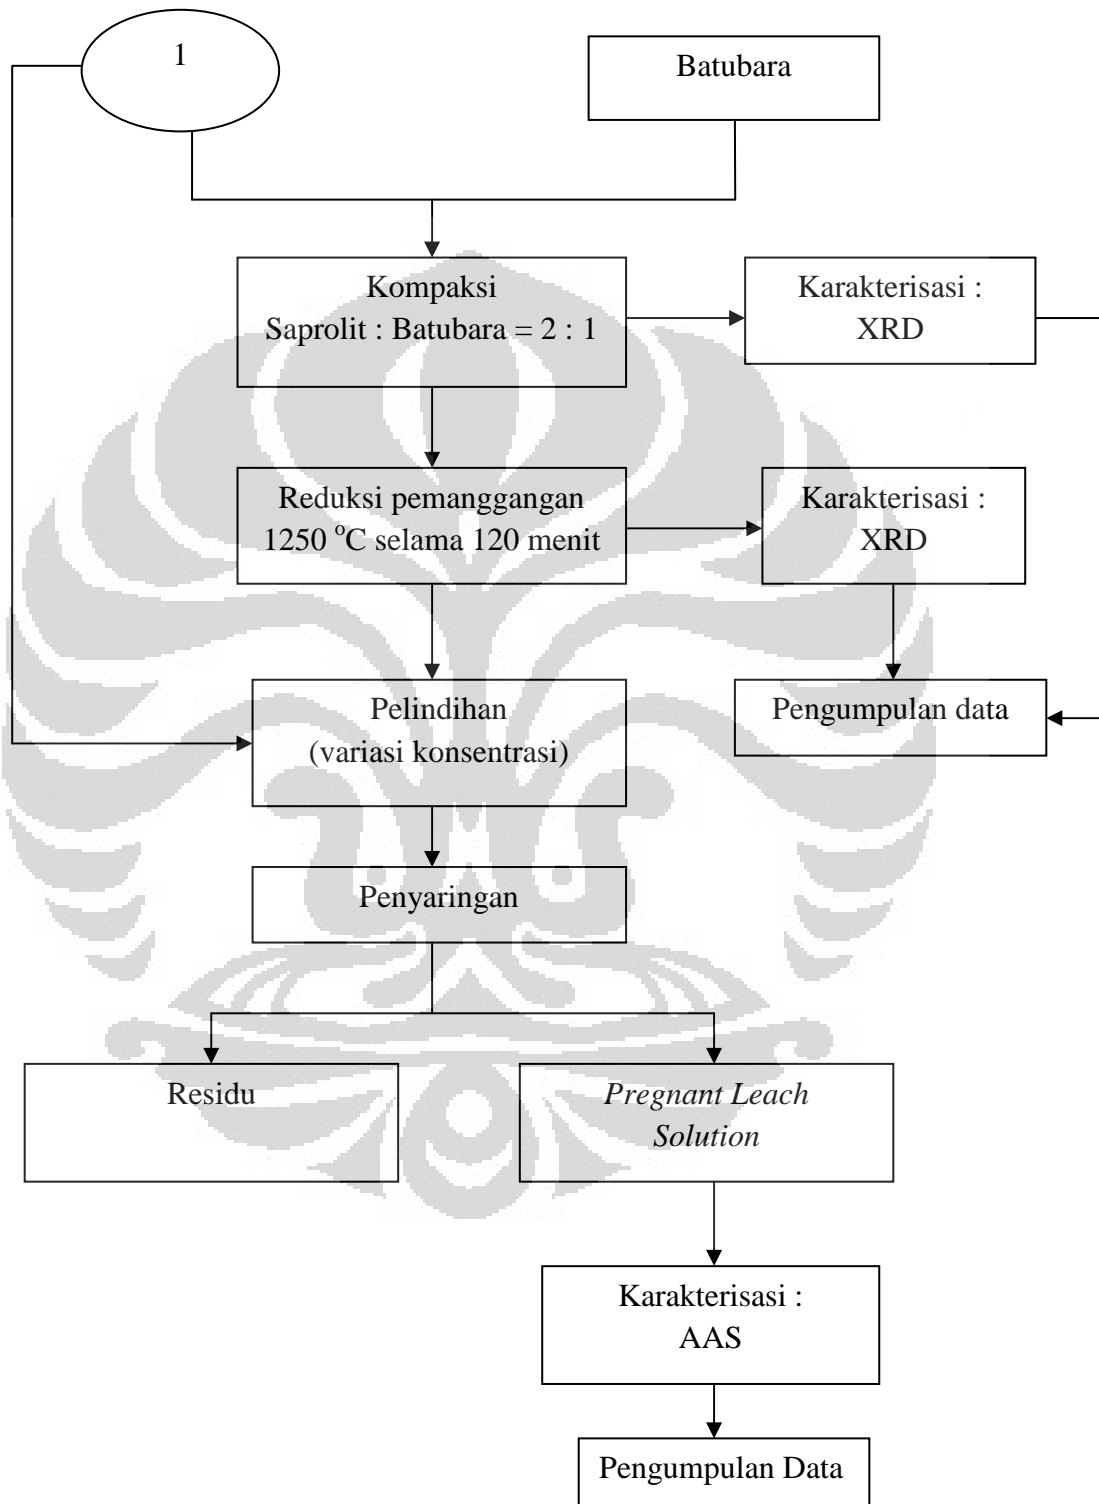 1
Batubara
Kompaksi
Saprolit : Batubara = 2 : 1
Karakterisasi :
XRD
Reduksi pemanggangan
1250 °C selama 120 menit
Karakterisasi :
XRD
Pelindihan
(variasi konsentrasi)
Pengumpulan data
Penyaringan
Residu
Pregnant Leach
Solution
Karakterisasi :
AAS
Pengumpulan Data